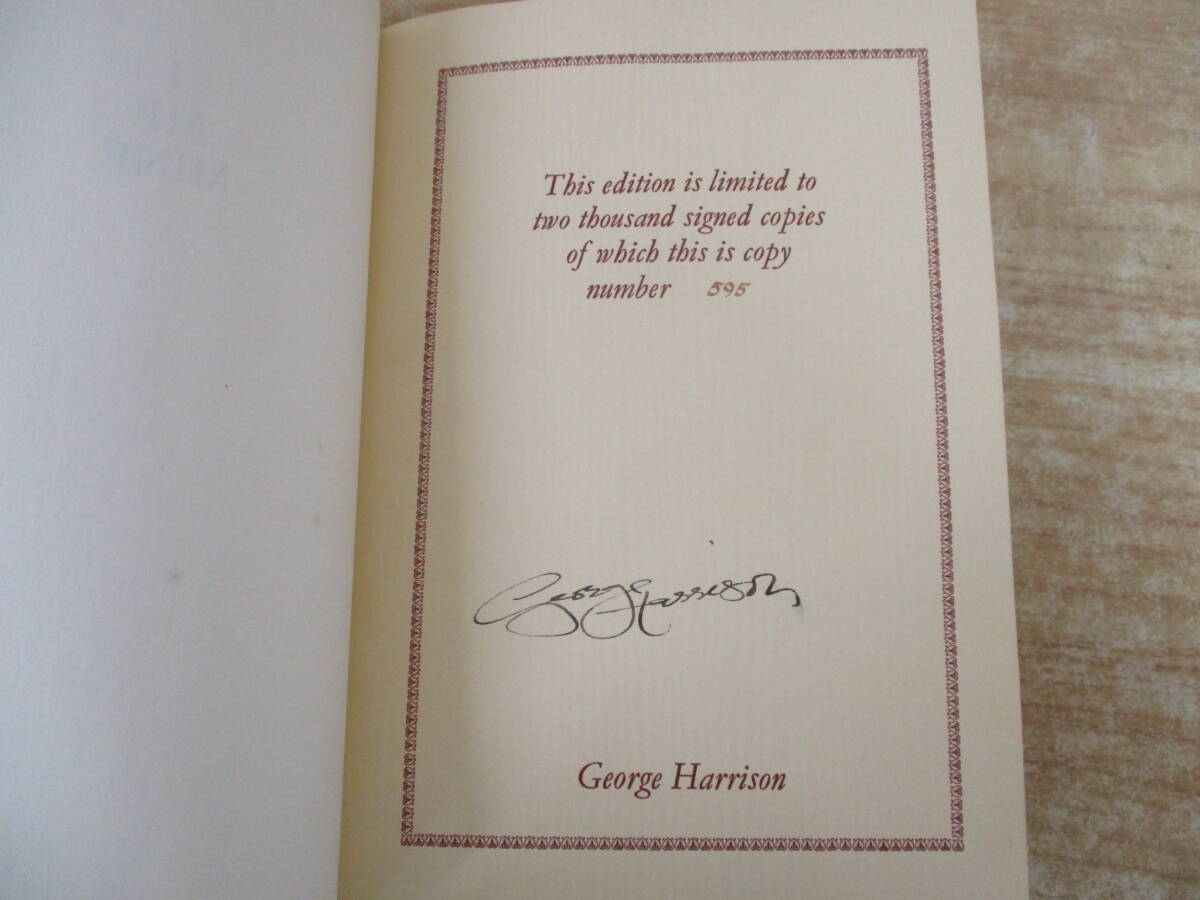 This edition is limited to
two thousand signed copies
of which this is copy
number 595
George Harrison
George Harrison